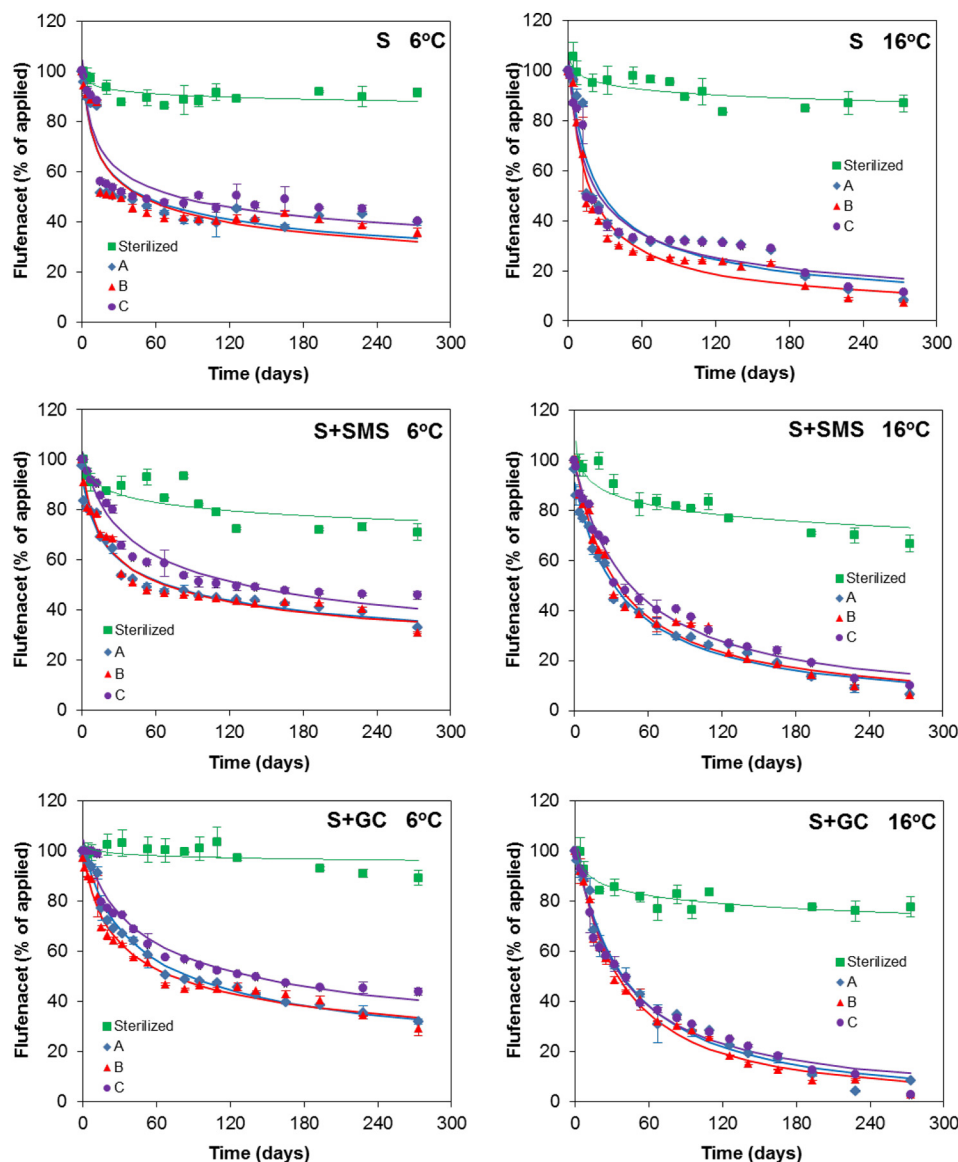 S 6°C
Flufenacet (% of applied)
120
100
80
60
40
20
0
Sterilized
A
B
C
0 60 120 180 240 300
Time (days)
S 16°C
Flufenacet (% of applied)
120
100
80
60
40
20
0
Sterilized
A
B
C
0 60 120 180 240 300
Time (days)
S+SMS 6°C
Flufenacet (% of applied)
120
100
80
60
40
20
0
Sterilized
A
B
C
0 60 120 180 240 300
Time (days)
S+SMS 16°C
Flufenacet (% of applied)
120
100
80
60
40
20
0
Sterilized
A
B
C
0 60 120 180 240 300
Time (days)
S+GC 6°C
Flufenacet (% of applied)
120
100
80
60
40
20
0
Sterilized
A
B
C
0 60 120 180 240 300
Time (days)
S+GC 16°C
Flufenacet (% of applied)
120
100
80
60
40
20
0
Sterilized
A
B
C
0 60 120 180 240 300
Time (days)